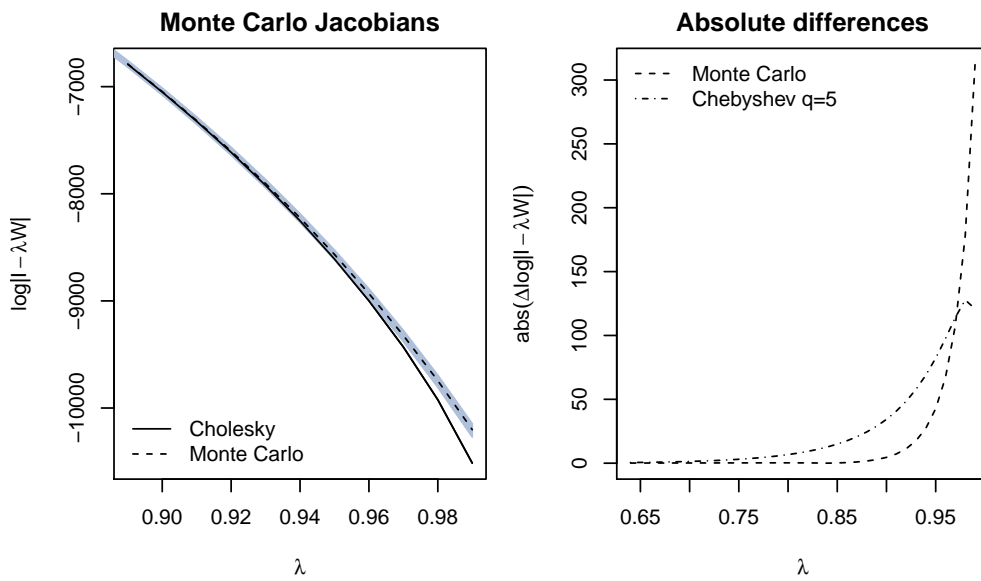 Monte Carlo Jacobians
log|I − λW|
−7000
−8000
−9000
−10000
Cholesky
Monte Carlo
0.90 0.92 0.94 0.96 0.98
λ
Absolute differences
abs(Δlog|I − λW|)
300
250
200
150
100
50
0
Monte Carlo
Chebyshev q=5
0.65 0.75 0.85 0.95
λ